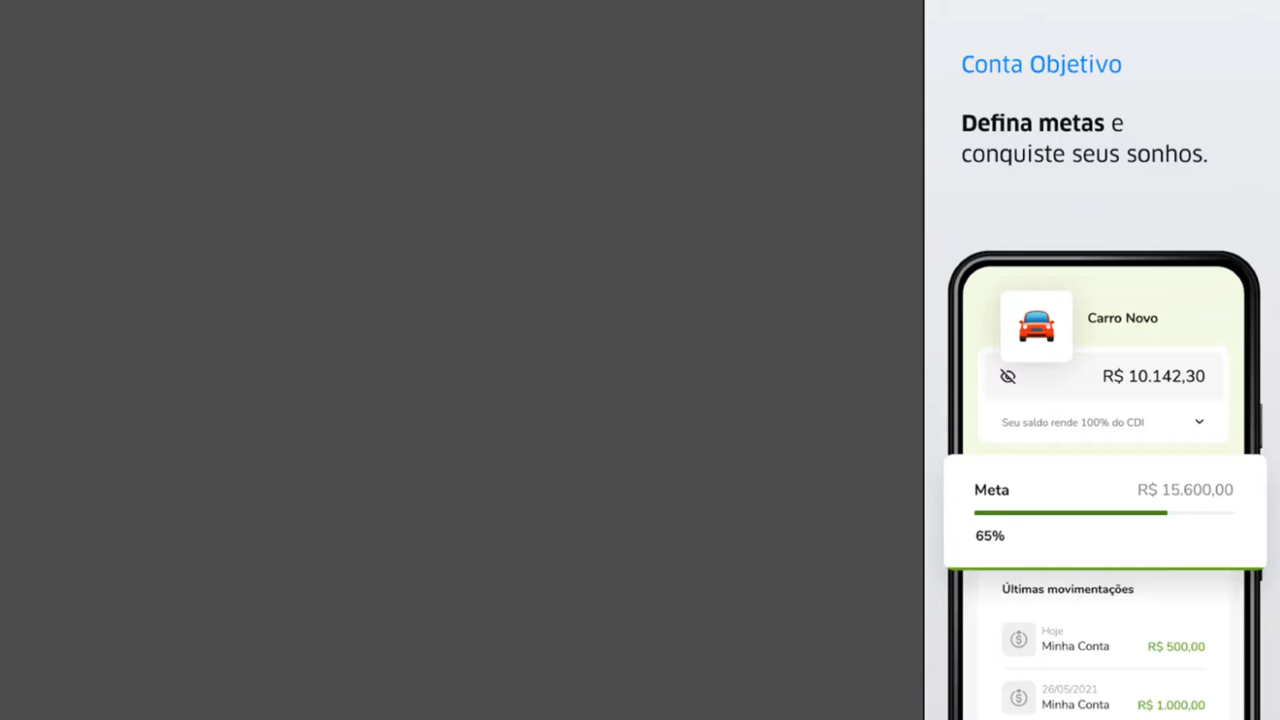 Conta Objetivo
Defina metas e
conquiste seus sonhos.
Carro Novo
R$ 10.142,30
Seu saldo rende 100% do CDI
Meta R$ 15.600,00
65%
Últimas movimentações
Hoje
Minha Conta R$ 500,00
26/05/2021
Minha Conta R$ 1.000,00